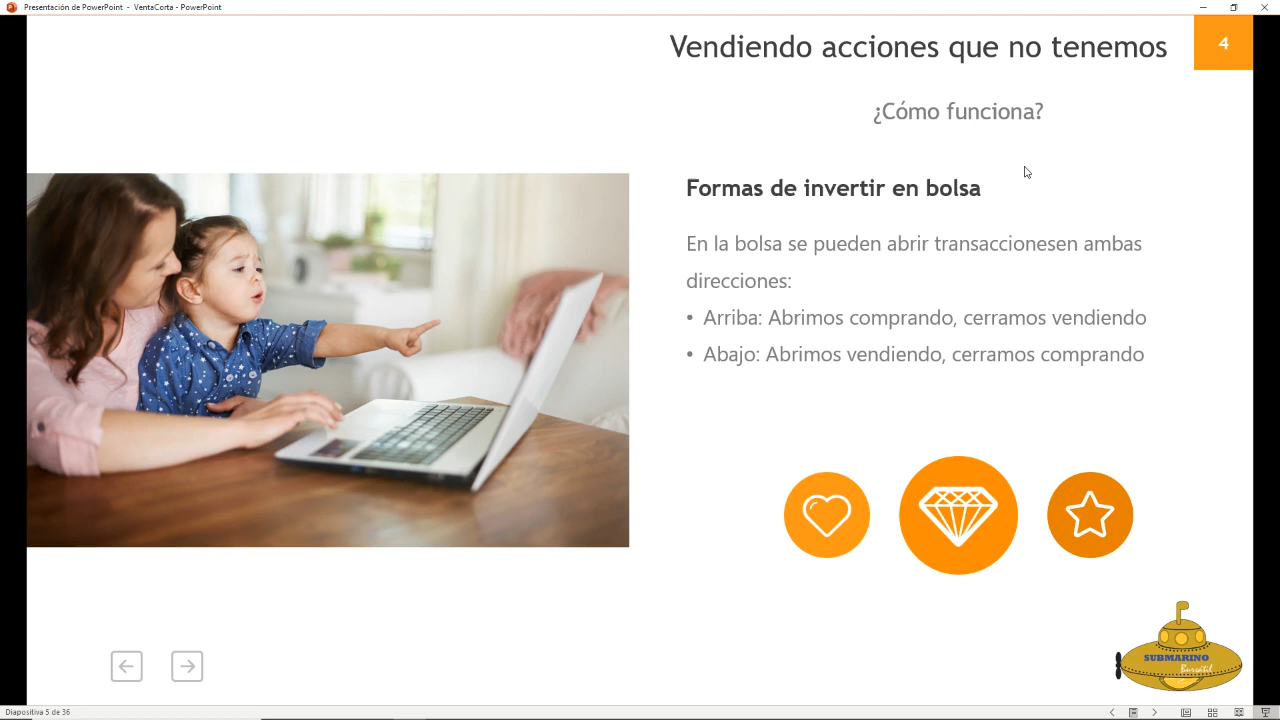 Presentación de PowerPoint - VentaCorta - PowerPoint
Vendiendo acciones que no tenemos
4
¿Cómo funciona?
Formas de invertir en bolsa
En la bolsa se pueden abrir transaccionesen ambas
direcciones:
• Arriba: Abrimos comprando, cerramos vendiendo
• Abajo: Abrimos vendiendo, cerramos comprando
SUBMARINO
Bursátil
Diapositiva 5 de 36